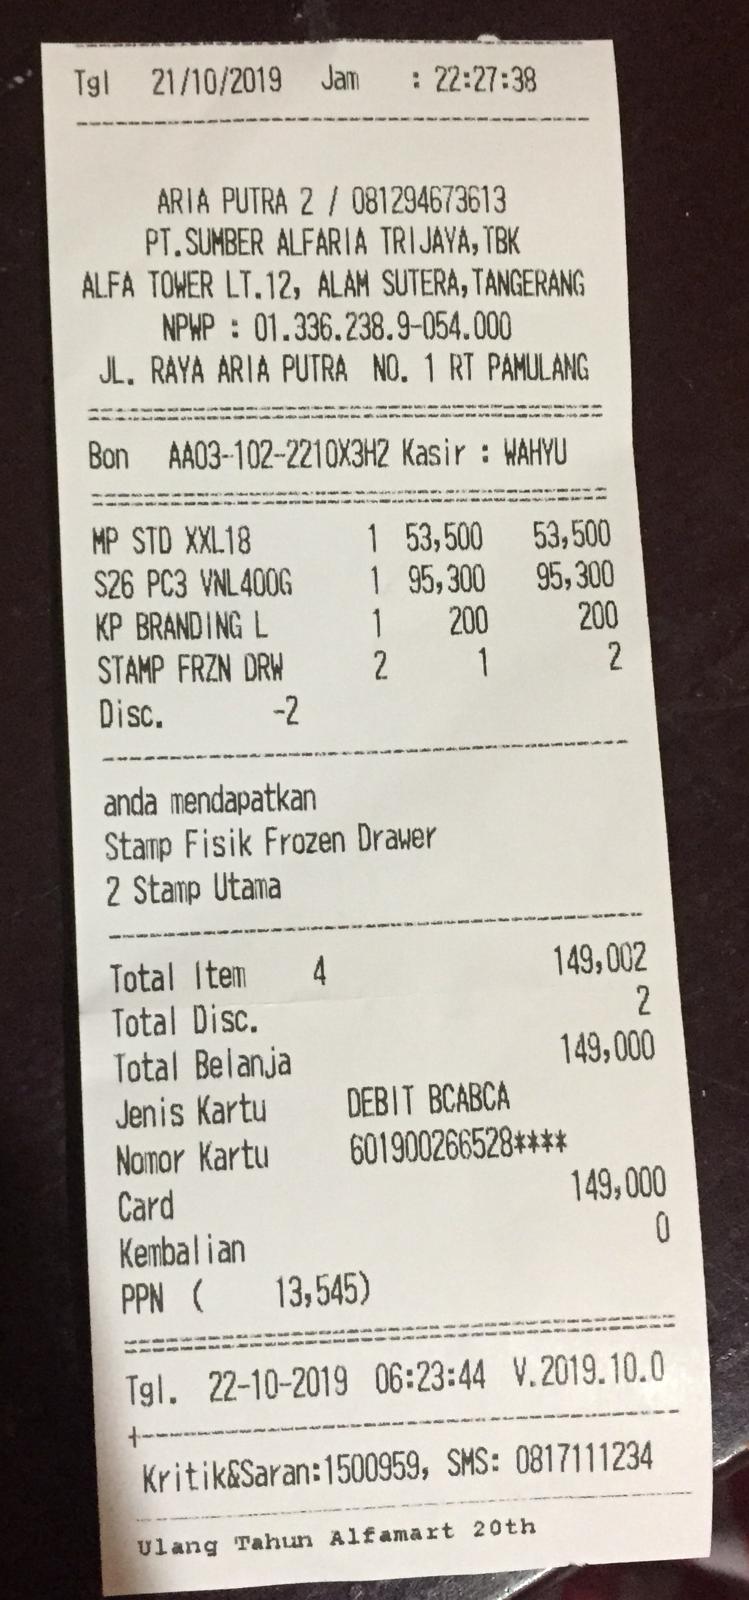 Tgl 21/10/2019 Jam : 22:27:38
ARIA PUTRA 2 / 081294673613
PT.SUMBER ALFARIA TRIJAYA,TBK
ALFA TOWER LT.12, ALAM SUTERA,TANGERANG
NPWP : 01.336.238.9-054.000
JL. RAYA ARIA PUTRA NO. 1 RT PAMULANG
Bon AA03-102-2210X3H2 Kasir : WAHYU
MP STD XXL18 1 53,500 53,500
S26 PC3 VNL400G 1 95,300 95,300
KP BRANDING L 1 200 200
STAMP FRZN DRW 2 1 2
Disc. -2
anda mendapatkan
Stamp Fisik Frozen Drawer
2 Stamp Utama
Total Item 4 149,002
Total Disc. 2
Total Belanja 149,000
Jenis Kartu DEBIT BCABCA
Nomor Kartu 601900266528****
Card 149,000
Kembalian 0
PPN ( 13,545)
Tgl. 22-10-2019 06:23:44 V.2019.10.0
Kritik&Saran:1500959, SMS: 0817111234
Ulang Tahun Alfamart 20th